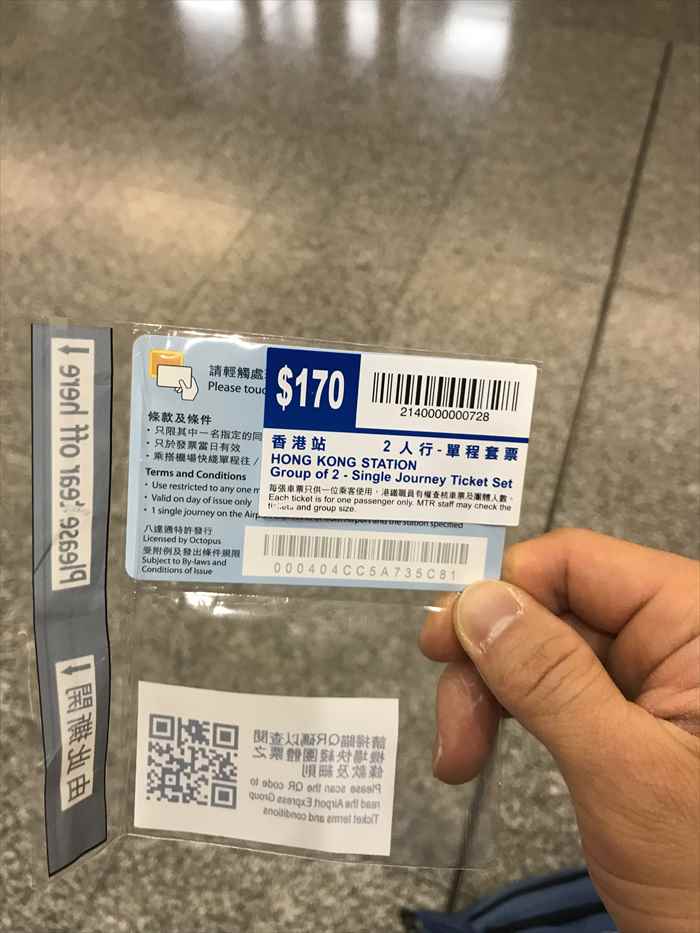 請輕觸處
Please touc
$170
2140000000728
香港站 2人行-單程套票
HONG KONG STATION
Group of 2 - Single Journey Ticket Set
每張車票只供一位乘客使用，港鐵職員有權查核車票及團體人數。
Each ticket is for one passenger only. MTR staff may check the
tickets and group size.
條款及條件
• 只限其中一名指定的同
• 只於發票當日有效
• 乘搭機場快綫單程往 /
Terms and Conditions
• Use restricted to any one m
• Valid on day of issue only
• 1 single journey on the Airp
Airport and the station specified
八達通特許發行
Licensed by Octopus
受附例及發出條件展限
Subject to By-laws and
Conditions of Issue
000404CC5A735C81
Please tear off here ↑
由此撕開 ↑
請掃瞄QR碼以查閱
機場快綫團體票之
條款及細則
Please scan the QR code to
read the Airport Express Group
Ticket terms and conditions